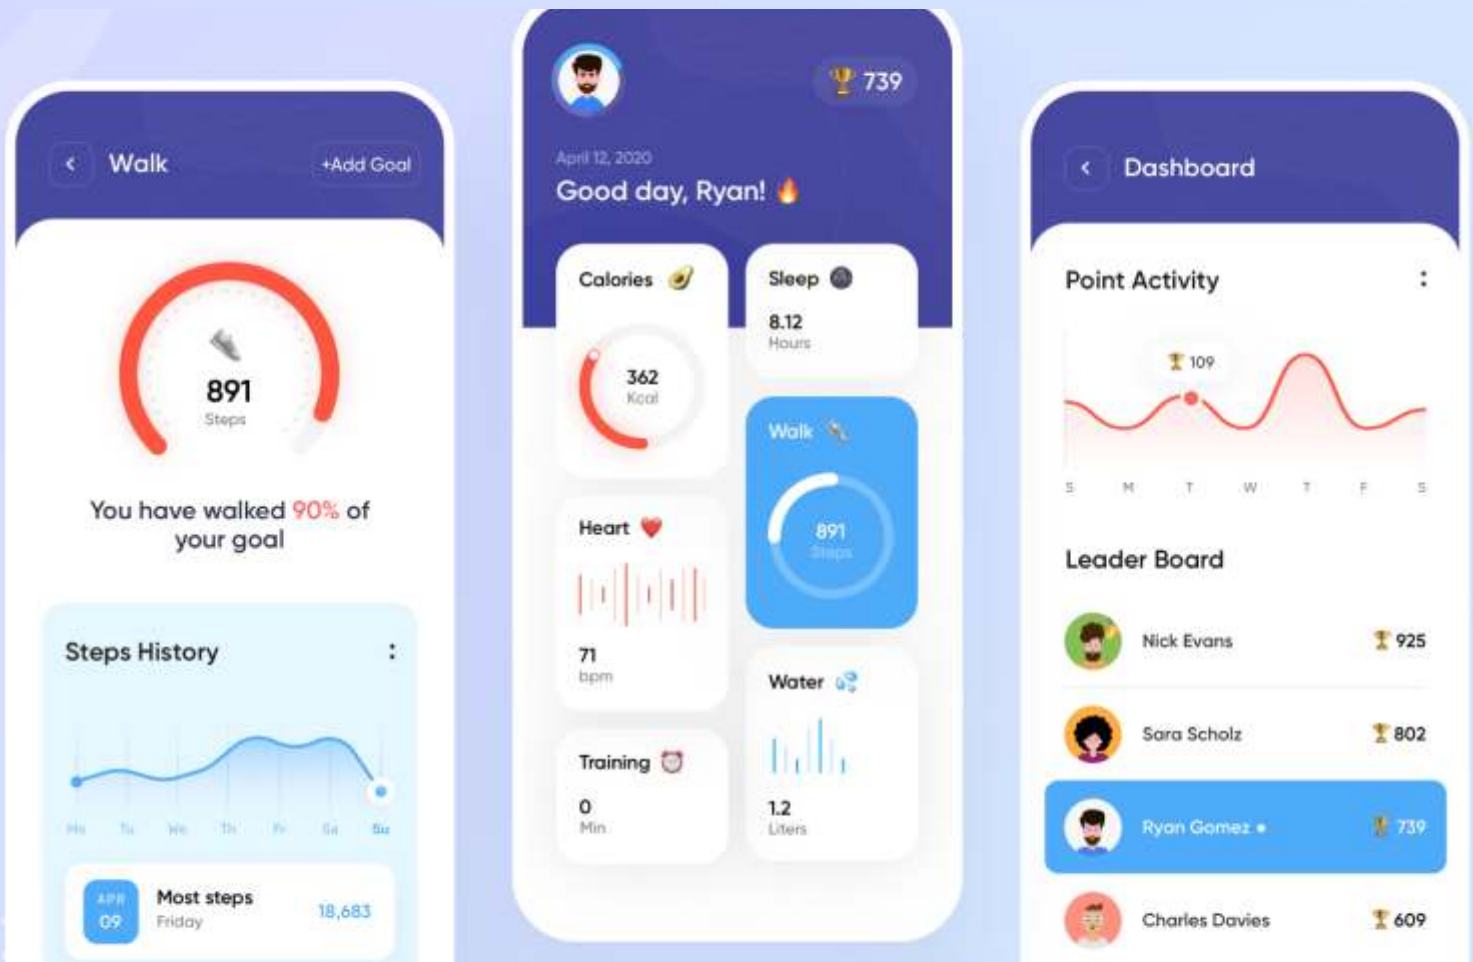 Walk
+Add Goal
891
Steps
You have walked 90% of
your goal
Steps History
Mo Tu We Th Fr Sa Su
APR
09
Most steps
Friday
18,683
739
April 12, 2020
Good day, Ryan!
Calories
362
Kcal
Sleep
8.12
Hours
Walk
891
Steps
Heart
71
bpm
Water
1.2
Liters
Training
0
Min
Dashboard
Point Activity
109
S M T W T F S
Leader Board
Nick Evans 925
Sara Scholz 802
Ryan Gomez 739
Charles Davies 609